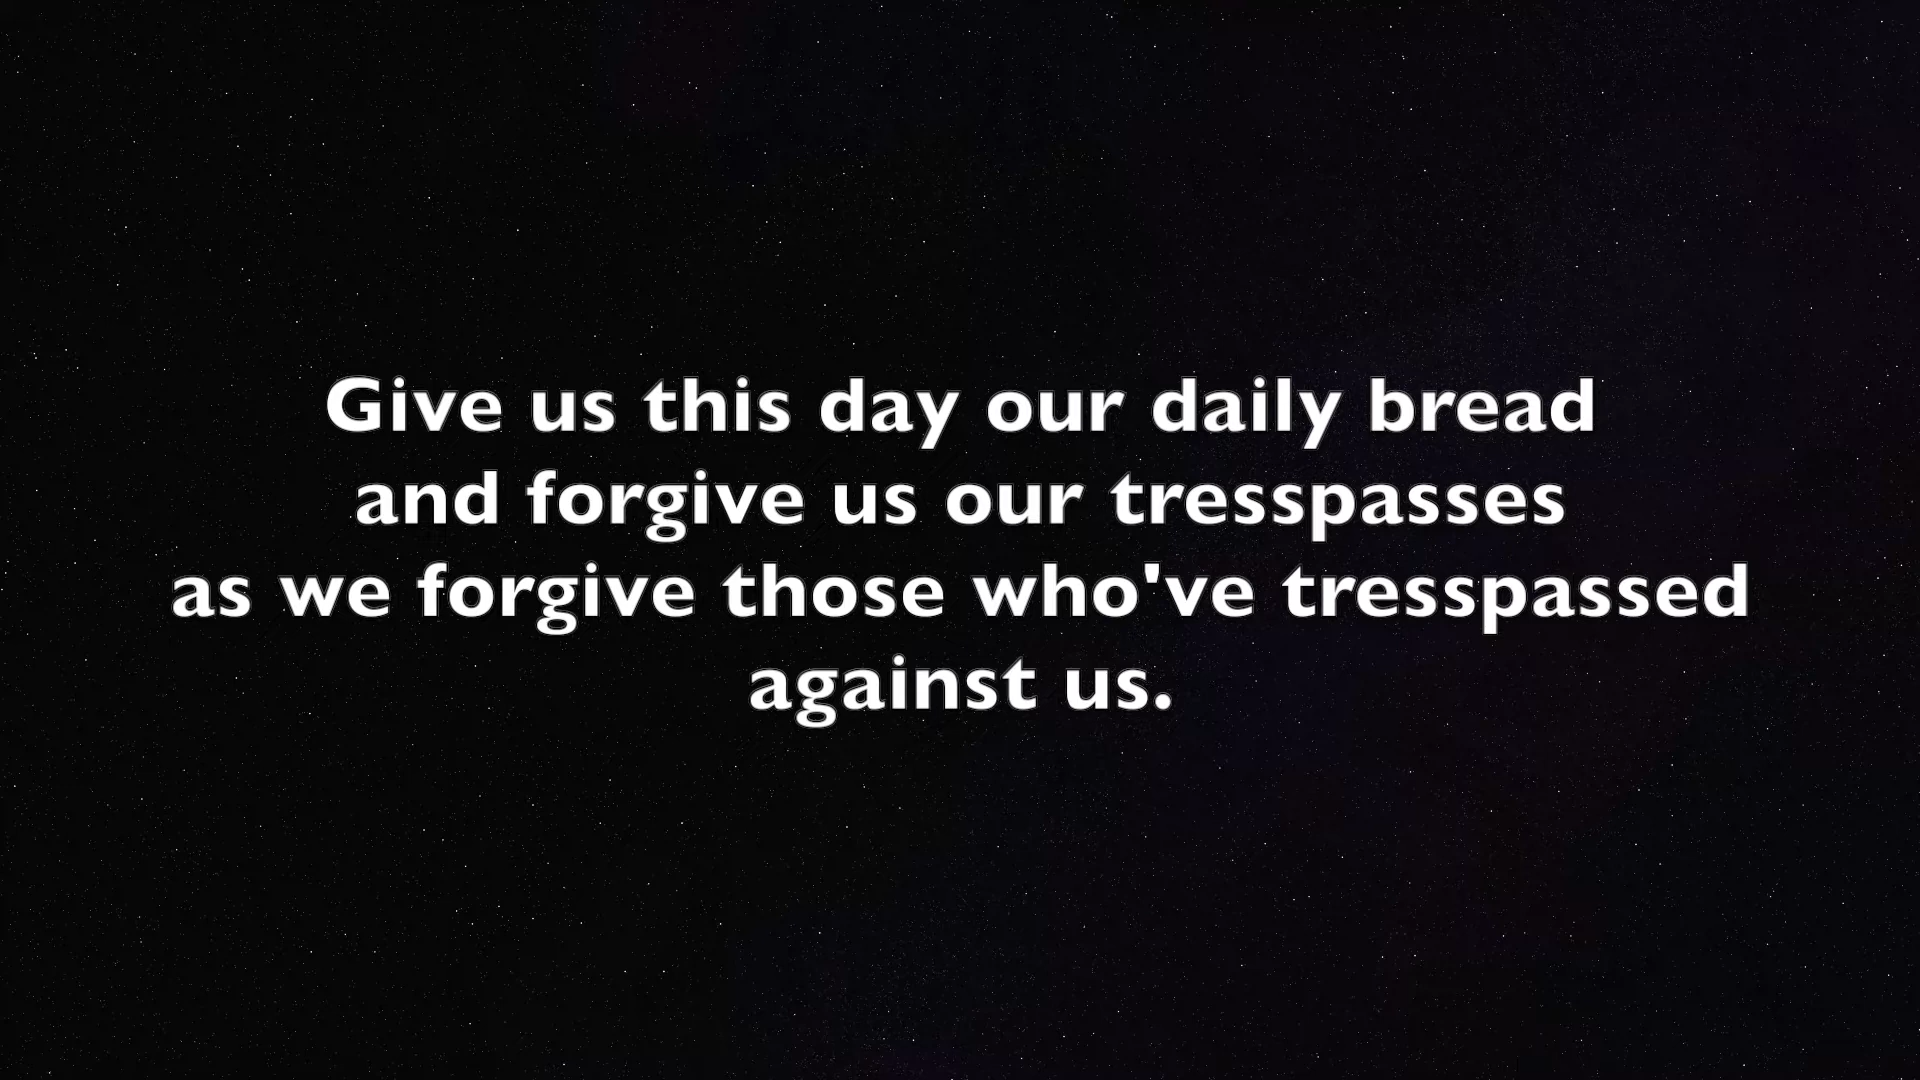 Give us this day our daily bread
and forgive us our tresspasses
as we forgive those who've tresspassed
against us.